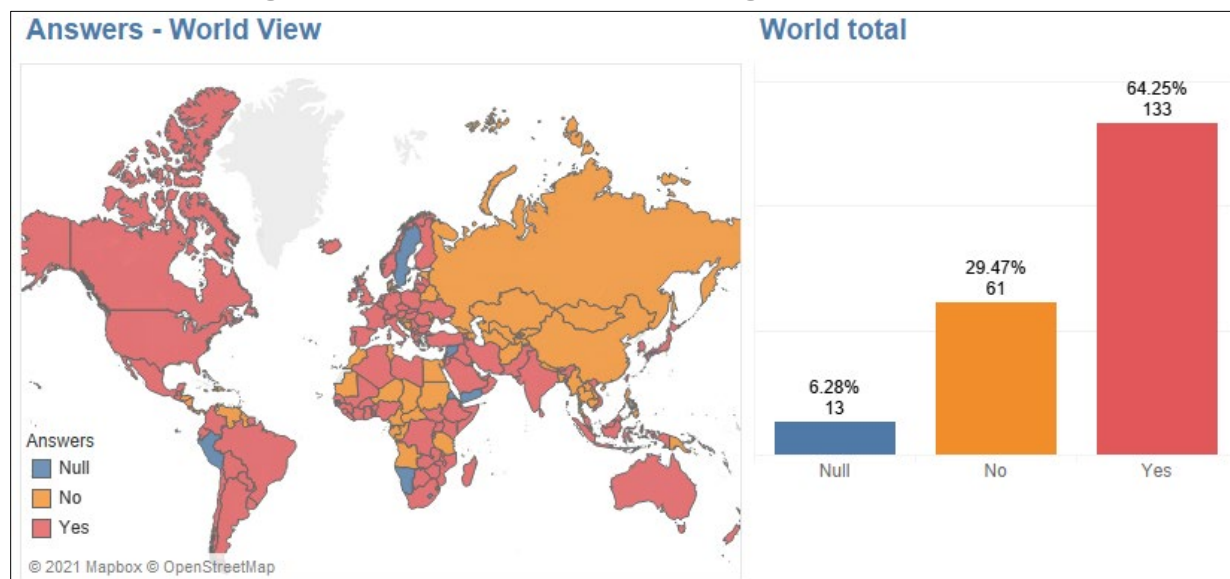 Answers - World View
World total
Answers
Null
No
Yes
© 2021 Mapbox © OpenStreetMap
64.25%
133
29.47%
61
6.28%
13
Null
No
Yes